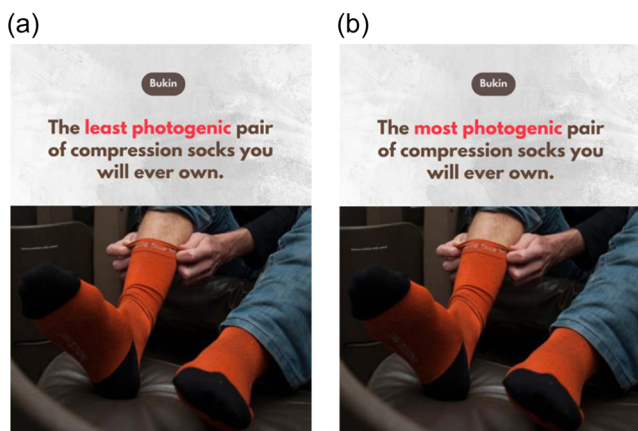 (a)
Bukin
The least photogenic pair
of compression socks you
will ever own.
(b)
Bukin
The most photogenic pair
of compression socks you
will ever own.